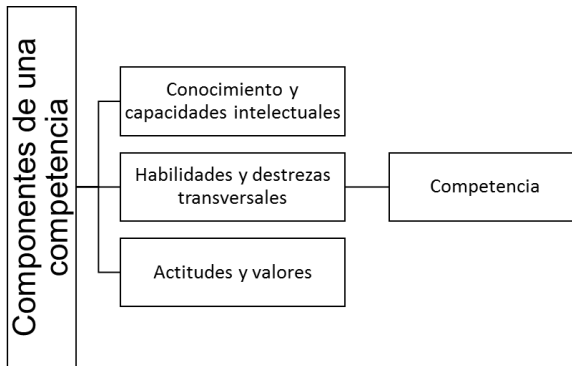 Componentes de una
competencia
Conocimiento y
capacidades intelectuales
Habilidades y destrezas
transversales
Actitudes y valores
Competencia